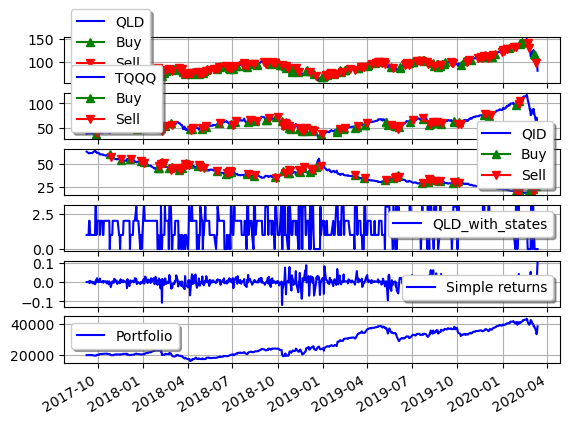 QLD
Buy
Sell
150
100
TQQQ
Buy
Sell
100
50
QID
Buy
Sell
50
25
QLD_with_states
2.5
0.0
Simple returns
0.1
0.0
−0.1
Portfolio
40000
20000
2017-10 2018-01 2018-04 2018-07 2018-10 2019-01 2019-04 2019-07 2019-10 2020-01 2020-04